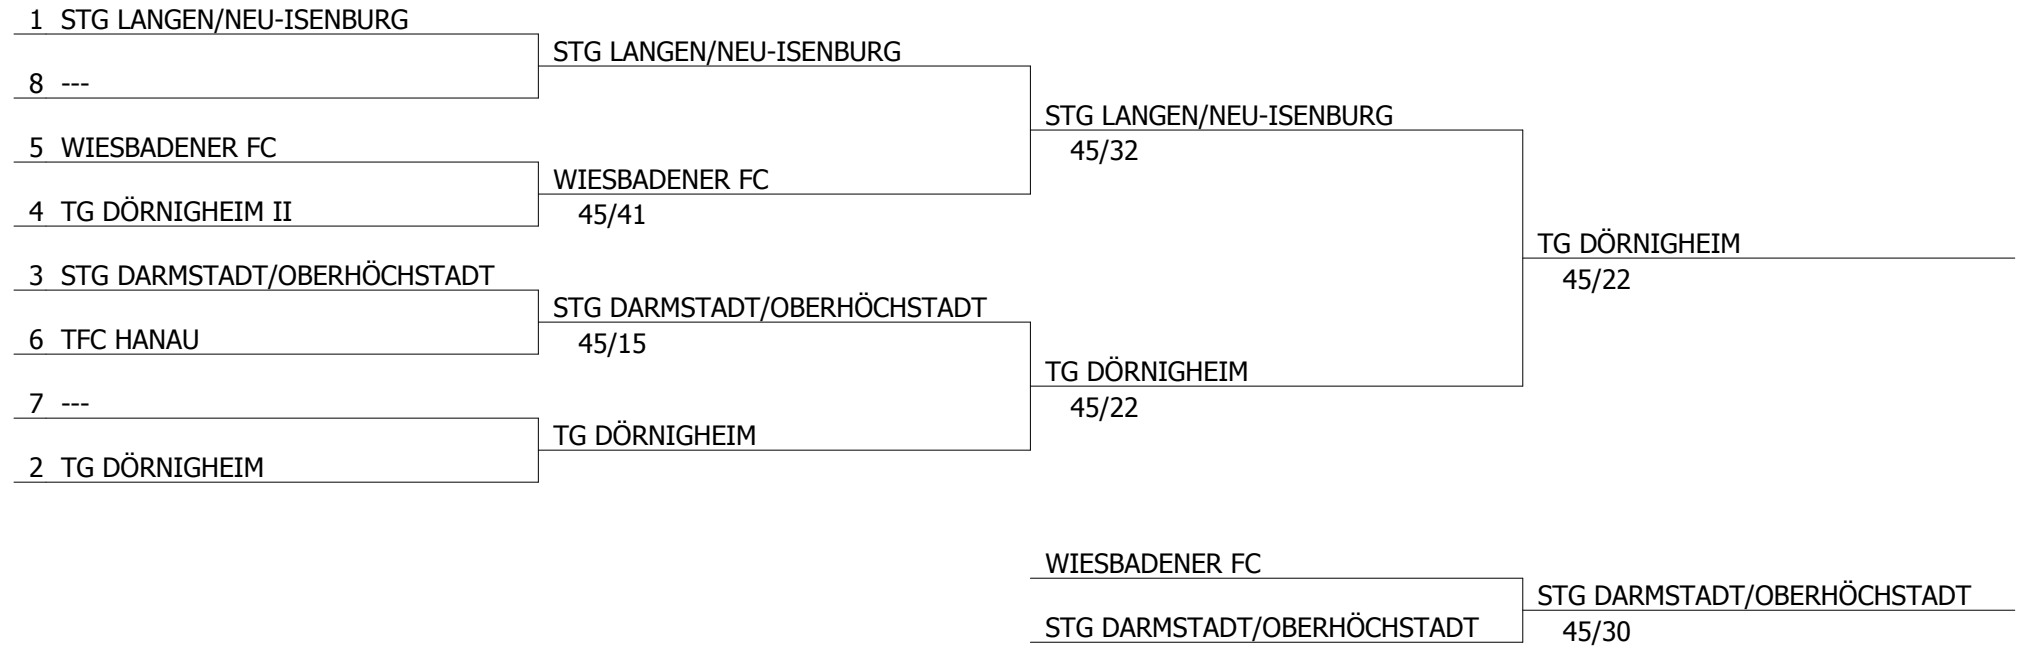 1 STG LANGEN/NEU-ISENBURG
STG LANGEN/NEU-ISENBURG
8 ---
STG LANGEN/NEU-ISENBURG
45/32
5 WIESBADENER FC
WIESBADENER FC
45/41
4 TG DÖRNIGHEIM II
TG DÖRNIGHEIM
45/22
3 STG DARMSTADT/OBERHÖCHSTADT
STG DARMSTADT/OBERHÖCHSTADT
45/15
6 TFC HANAU
TG DÖRNIGHEIM
45/22
7 ---
TG DÖRNIGHEIM
2 TG DÖRNIGHEIM
WIESBADENER FC
STG DARMSTADT/OBERHÖCHSTADT
45/30
STG DARMSTADT/OBERHÖCHSTADT